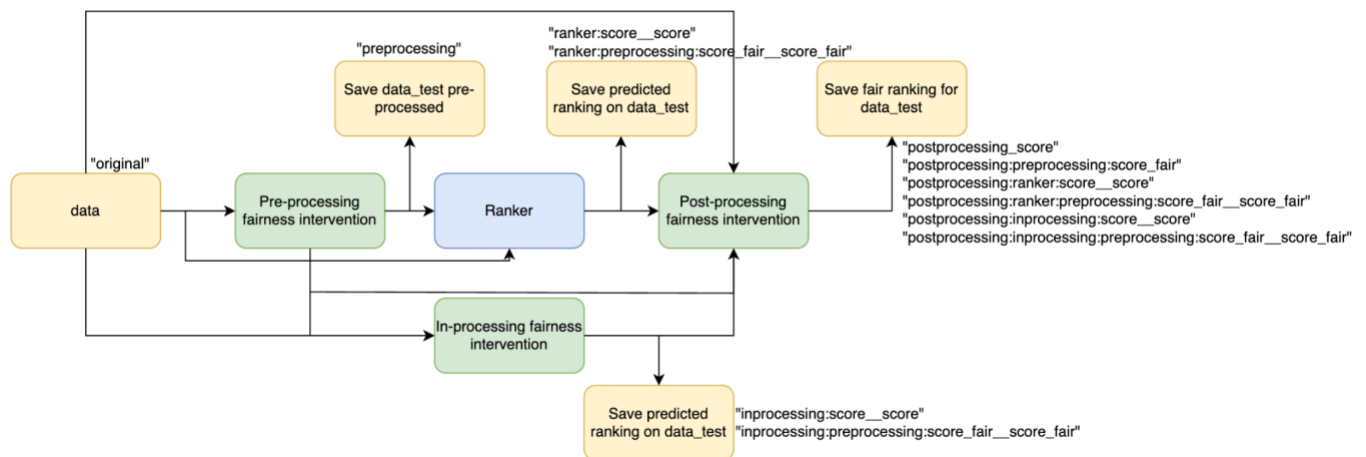 "ranker:score__score"
"preprocessing"
"ranker:preprocessing:score_fair__score_fair"
Save data_test pre-
processed
Save predicted
ranking on data_test
Save fair ranking for
data_test
"original"
"postprocessing_score"
"postprocessing:preprocessing:score_fair"
"postprocessing:ranker:score__score"
"postprocessing:ranker:preprocessing:score_fair__score_fair"
"postprocessing:inprocessing:score__score"
"postprocessing:inprocessing:preprocessing:score_fair__score_fair"
data
Pre-processing
fairness intervention
Ranker
Post-processing
fairness intervention
In-processing fairness
intervention
Save predicted
ranking on data_test
"inprocessing:score__score"
"inprocessing:preprocessing:score_fair__score_fair"